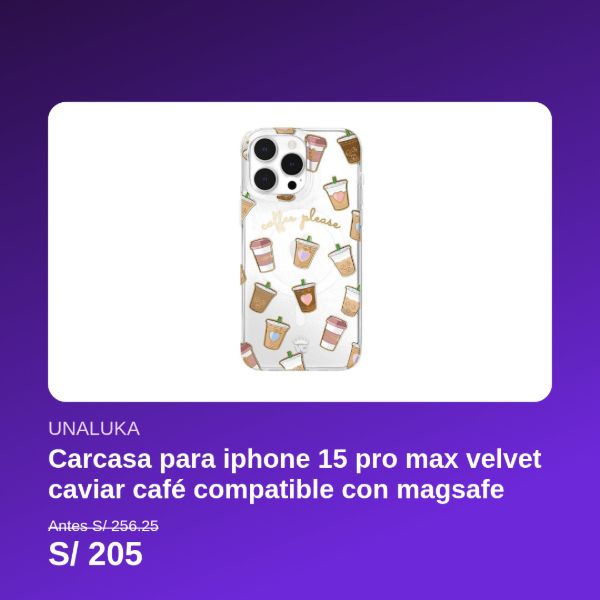 coffee please
UNALUKA
Carcasa para iphone 15 pro max velvet
caviar café compatible con magsafe
Antes S/ 256.25
S/ 205